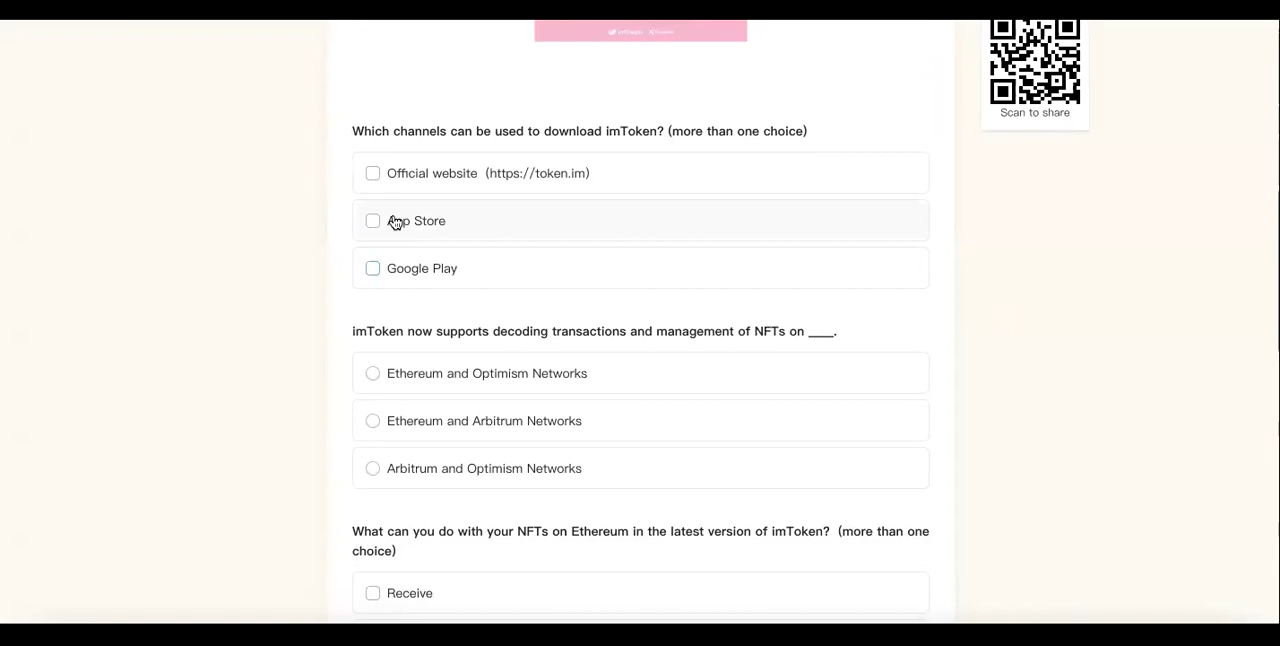 Scan to share
Which channels can be used to download imToken? (more than one choice)
Official website (https://token.im)
App Store
Google Play
imToken now supports decoding transactions and management of NFTs on ____.
Ethereum and Optimism Networks
Ethereum and Arbitrum Networks
Arbitrum and Optimism Networks
What can you do with your NFTs on Ethereum in the latest version of imToken? (more than one
choice)
Receive